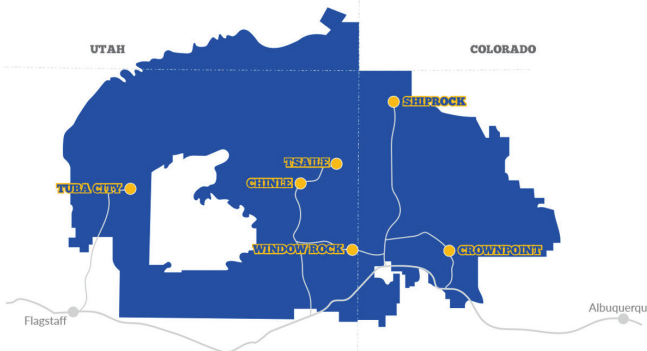 UTAH
COLORADO
SHIPROCK
TSAILE
CHINLE
TUBA CITY
WINDOW ROCK
CROWNPOINT
Albuquerqu
Flagstaff